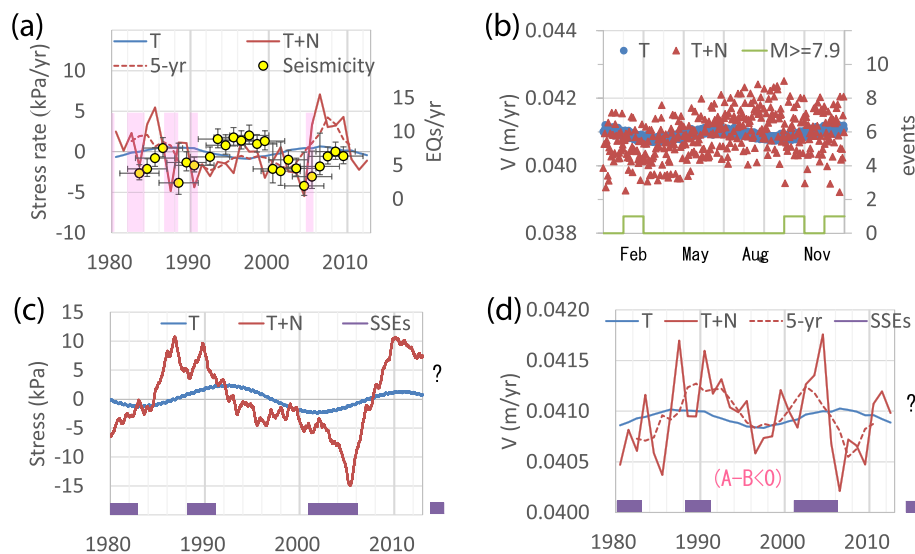 (a)
T
T+N
5-yr
Seismicity
Stress rate (kPa/yr)
15
10
5
0
-5
-10
EQs/yr
15
10
5
0
1980
1990
2000
2010
(b)
T
T+N
M>=7.9
V (m/yr)
0.044
0.042
0.040
0.038
events
12
10
8
6
4
2
0
Feb
May
Aug
Nov
(c)
T
T+N
SSEs
Stress (kPa)
15
10
5
0
-5
-10
15
?
1980
1990
2000
2010
(d)
T
T+N
5-yr
SSEs
V (m/yr)
0.0420
0.0415
0.0410
0.0405
0.0400
(A-B<0)
?
1980
1990
2000
2010